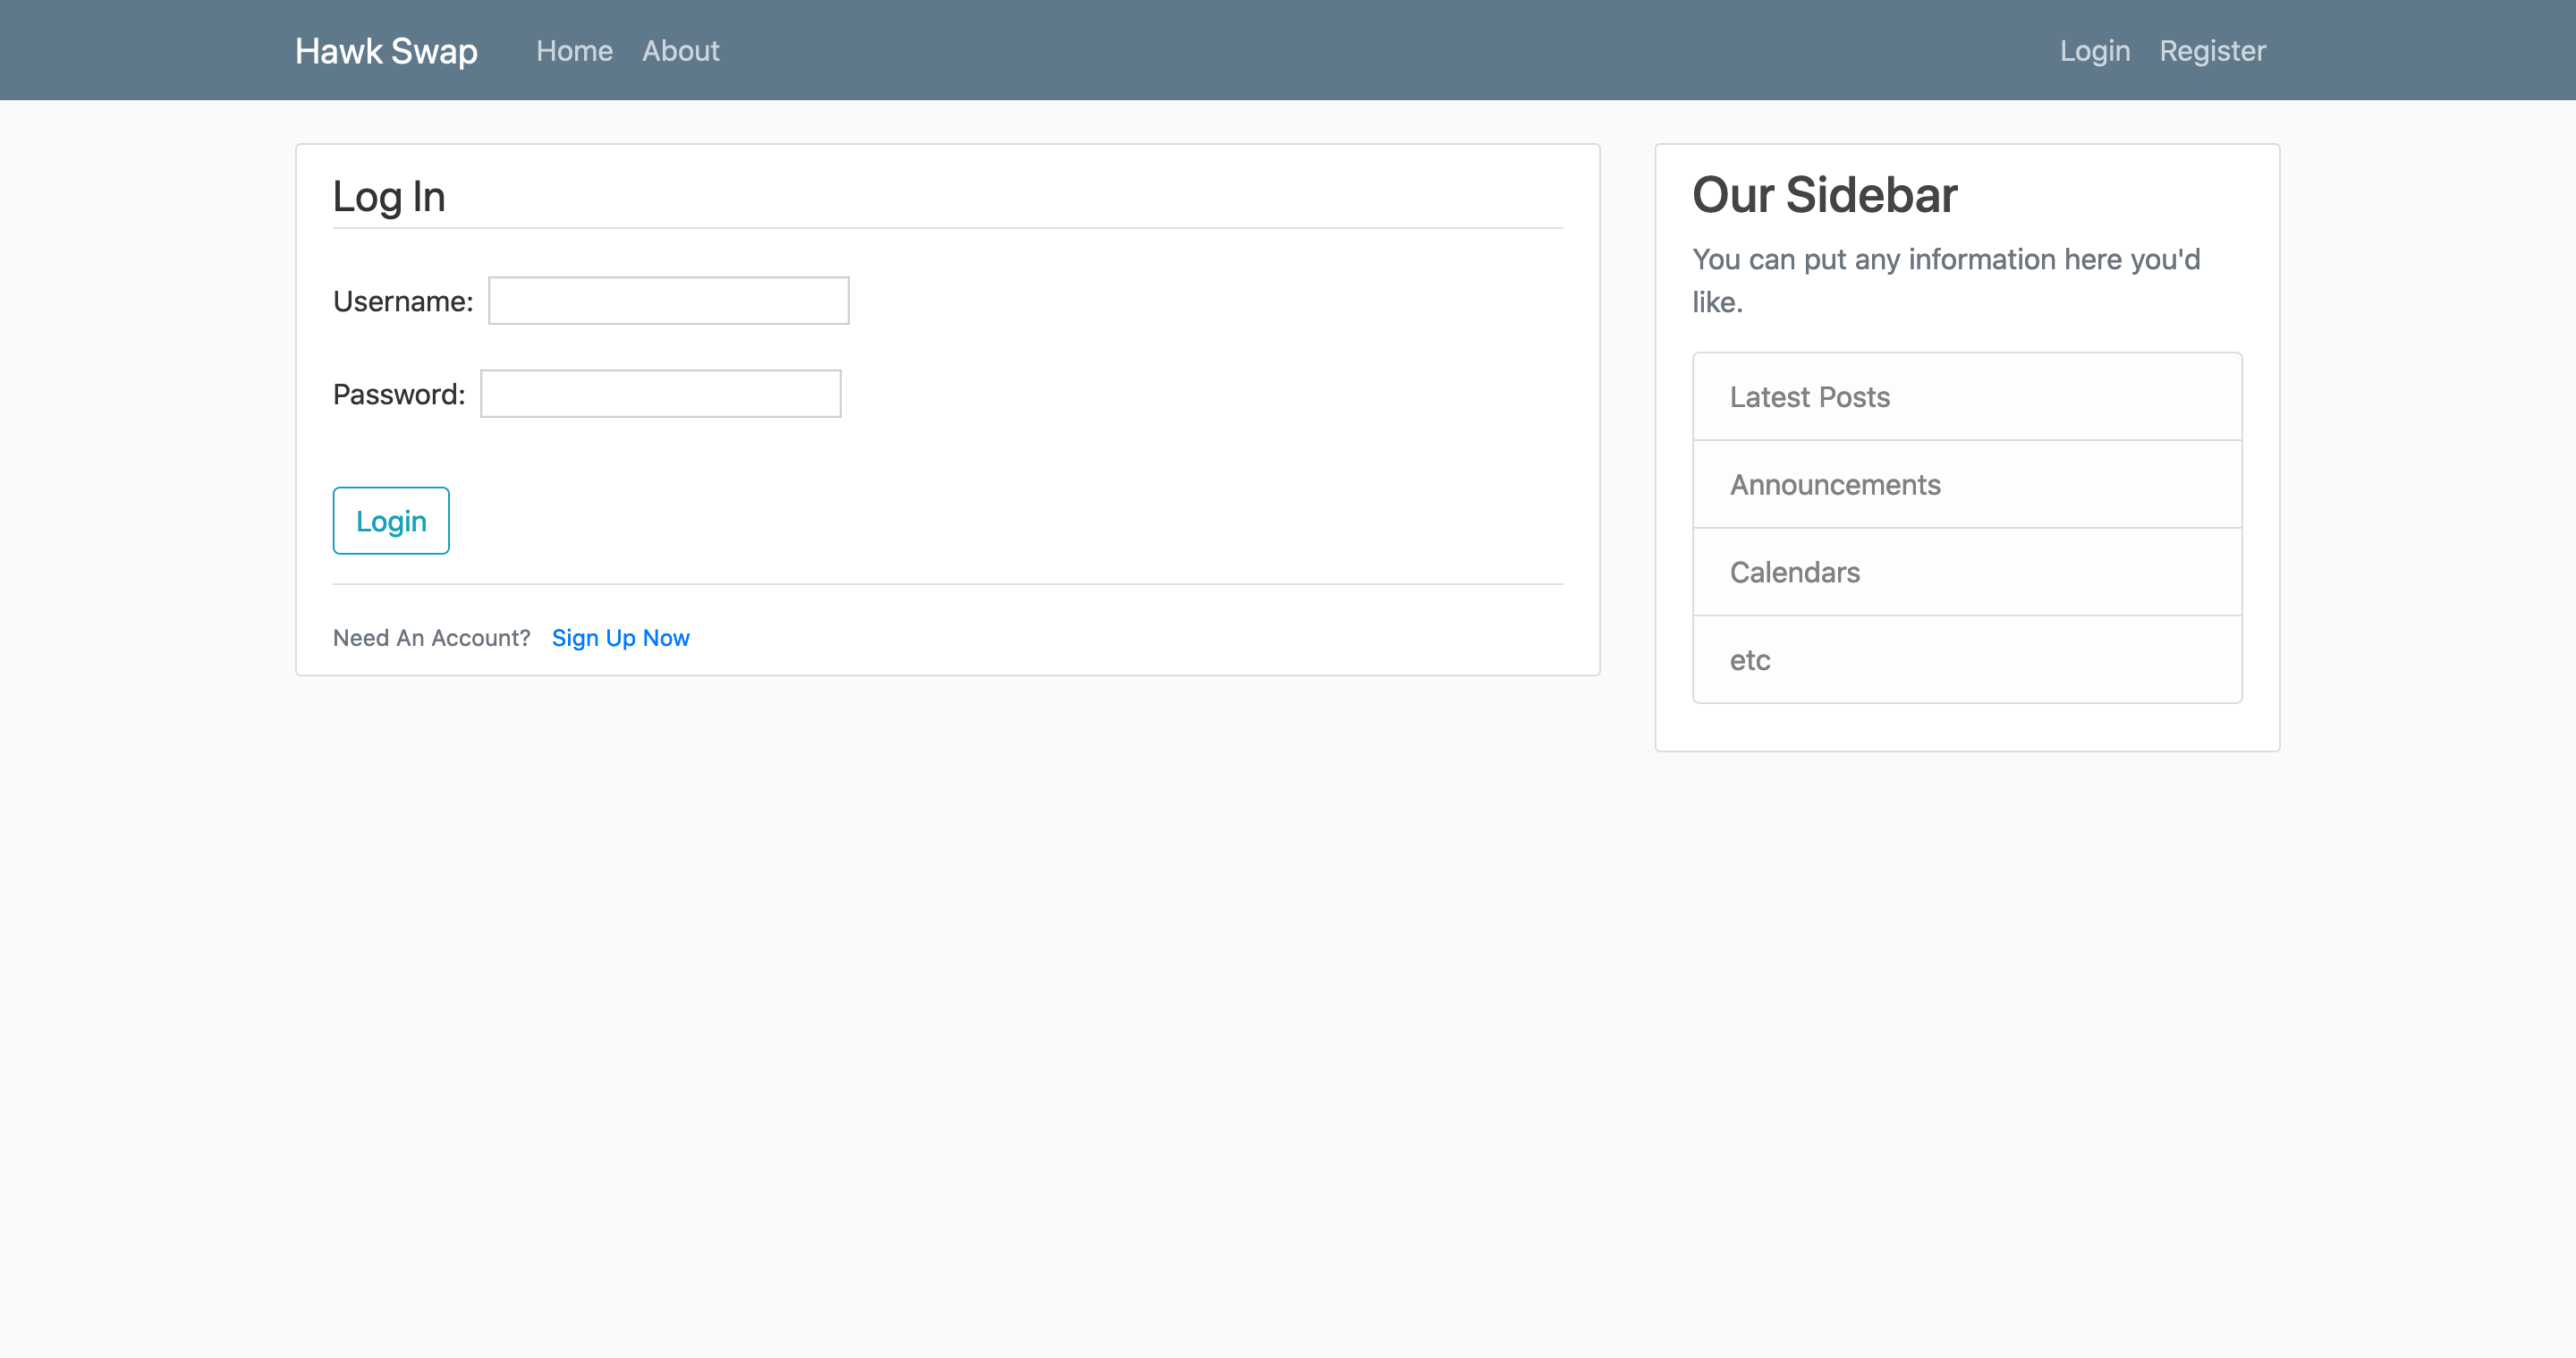 Hawk Swap Home About Login Register
Log In
Username:
Password:
Login
Need An Account? Sign Up Now
Our Sidebar
You can put any information here you'd
like.
Latest Posts
Announcements
Calendars
etc